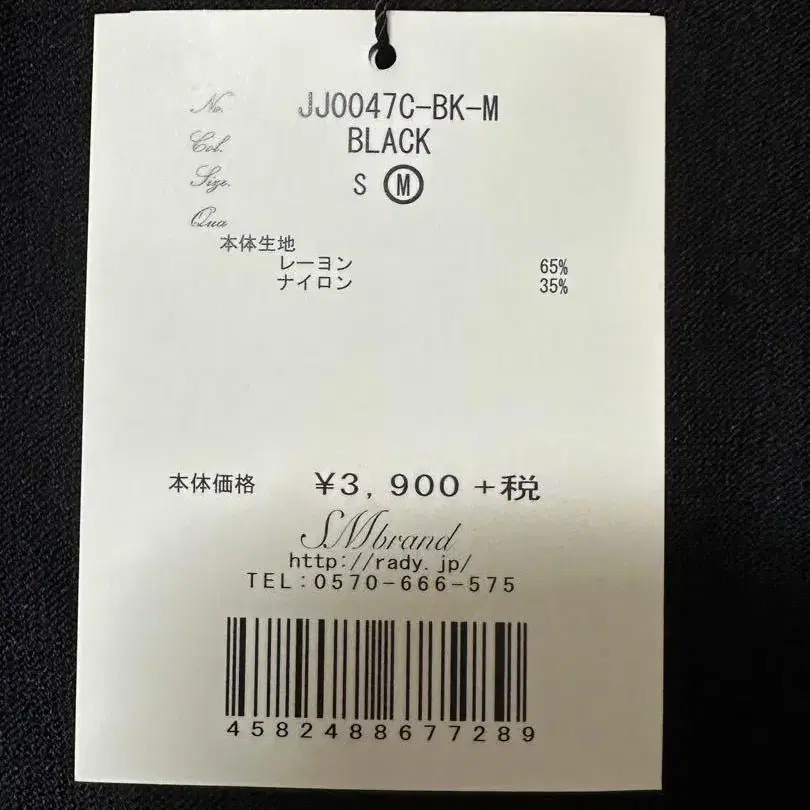 No. JJ0047C-BK-M
Col. BLACK
Size. S M
Qua
本体生地
レーヨン 65%
ナイロン 35%
本体価格 ¥3,900+税
SMbrand
http://rady.jp/
TEL:0570-666-575
4582488677289